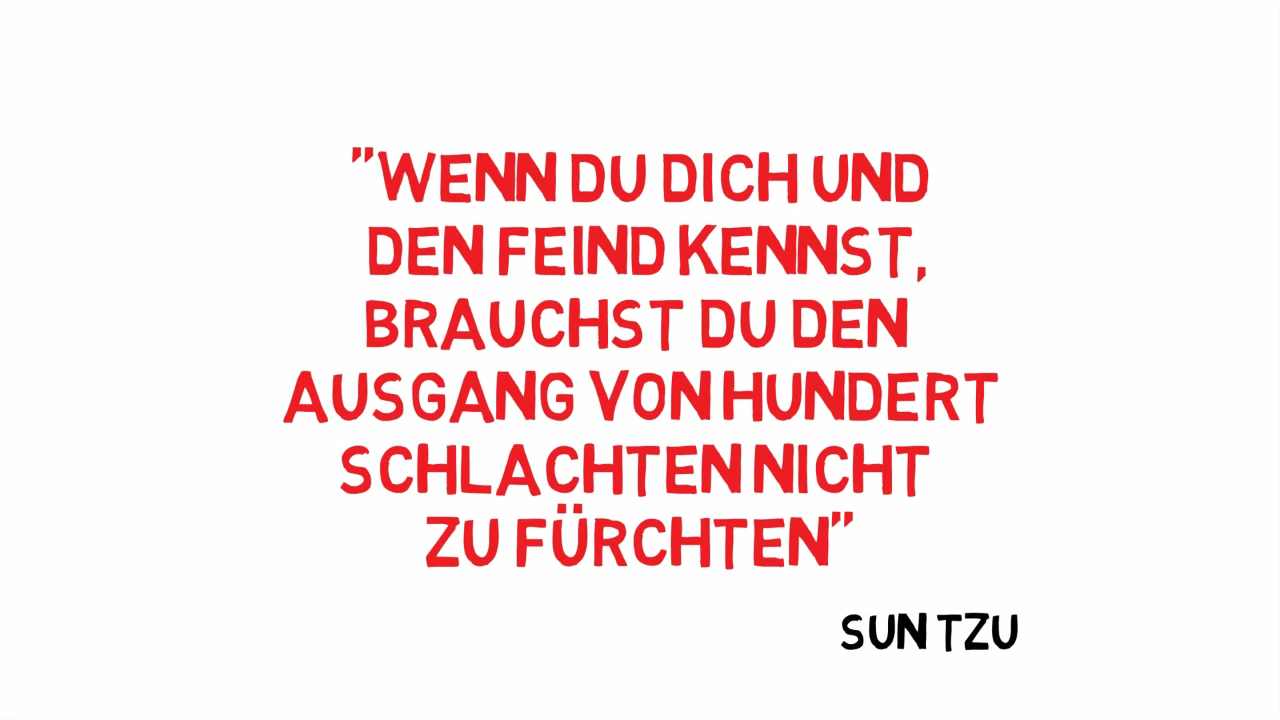 "WENN DU DICH UND
DEN FEIND KENNST,
BRAUCHST DU DEN
AUSGANG VON HUNDERT
SCHLACHTEN NICHT
ZU FÜRCHTEN"
SUN TZU